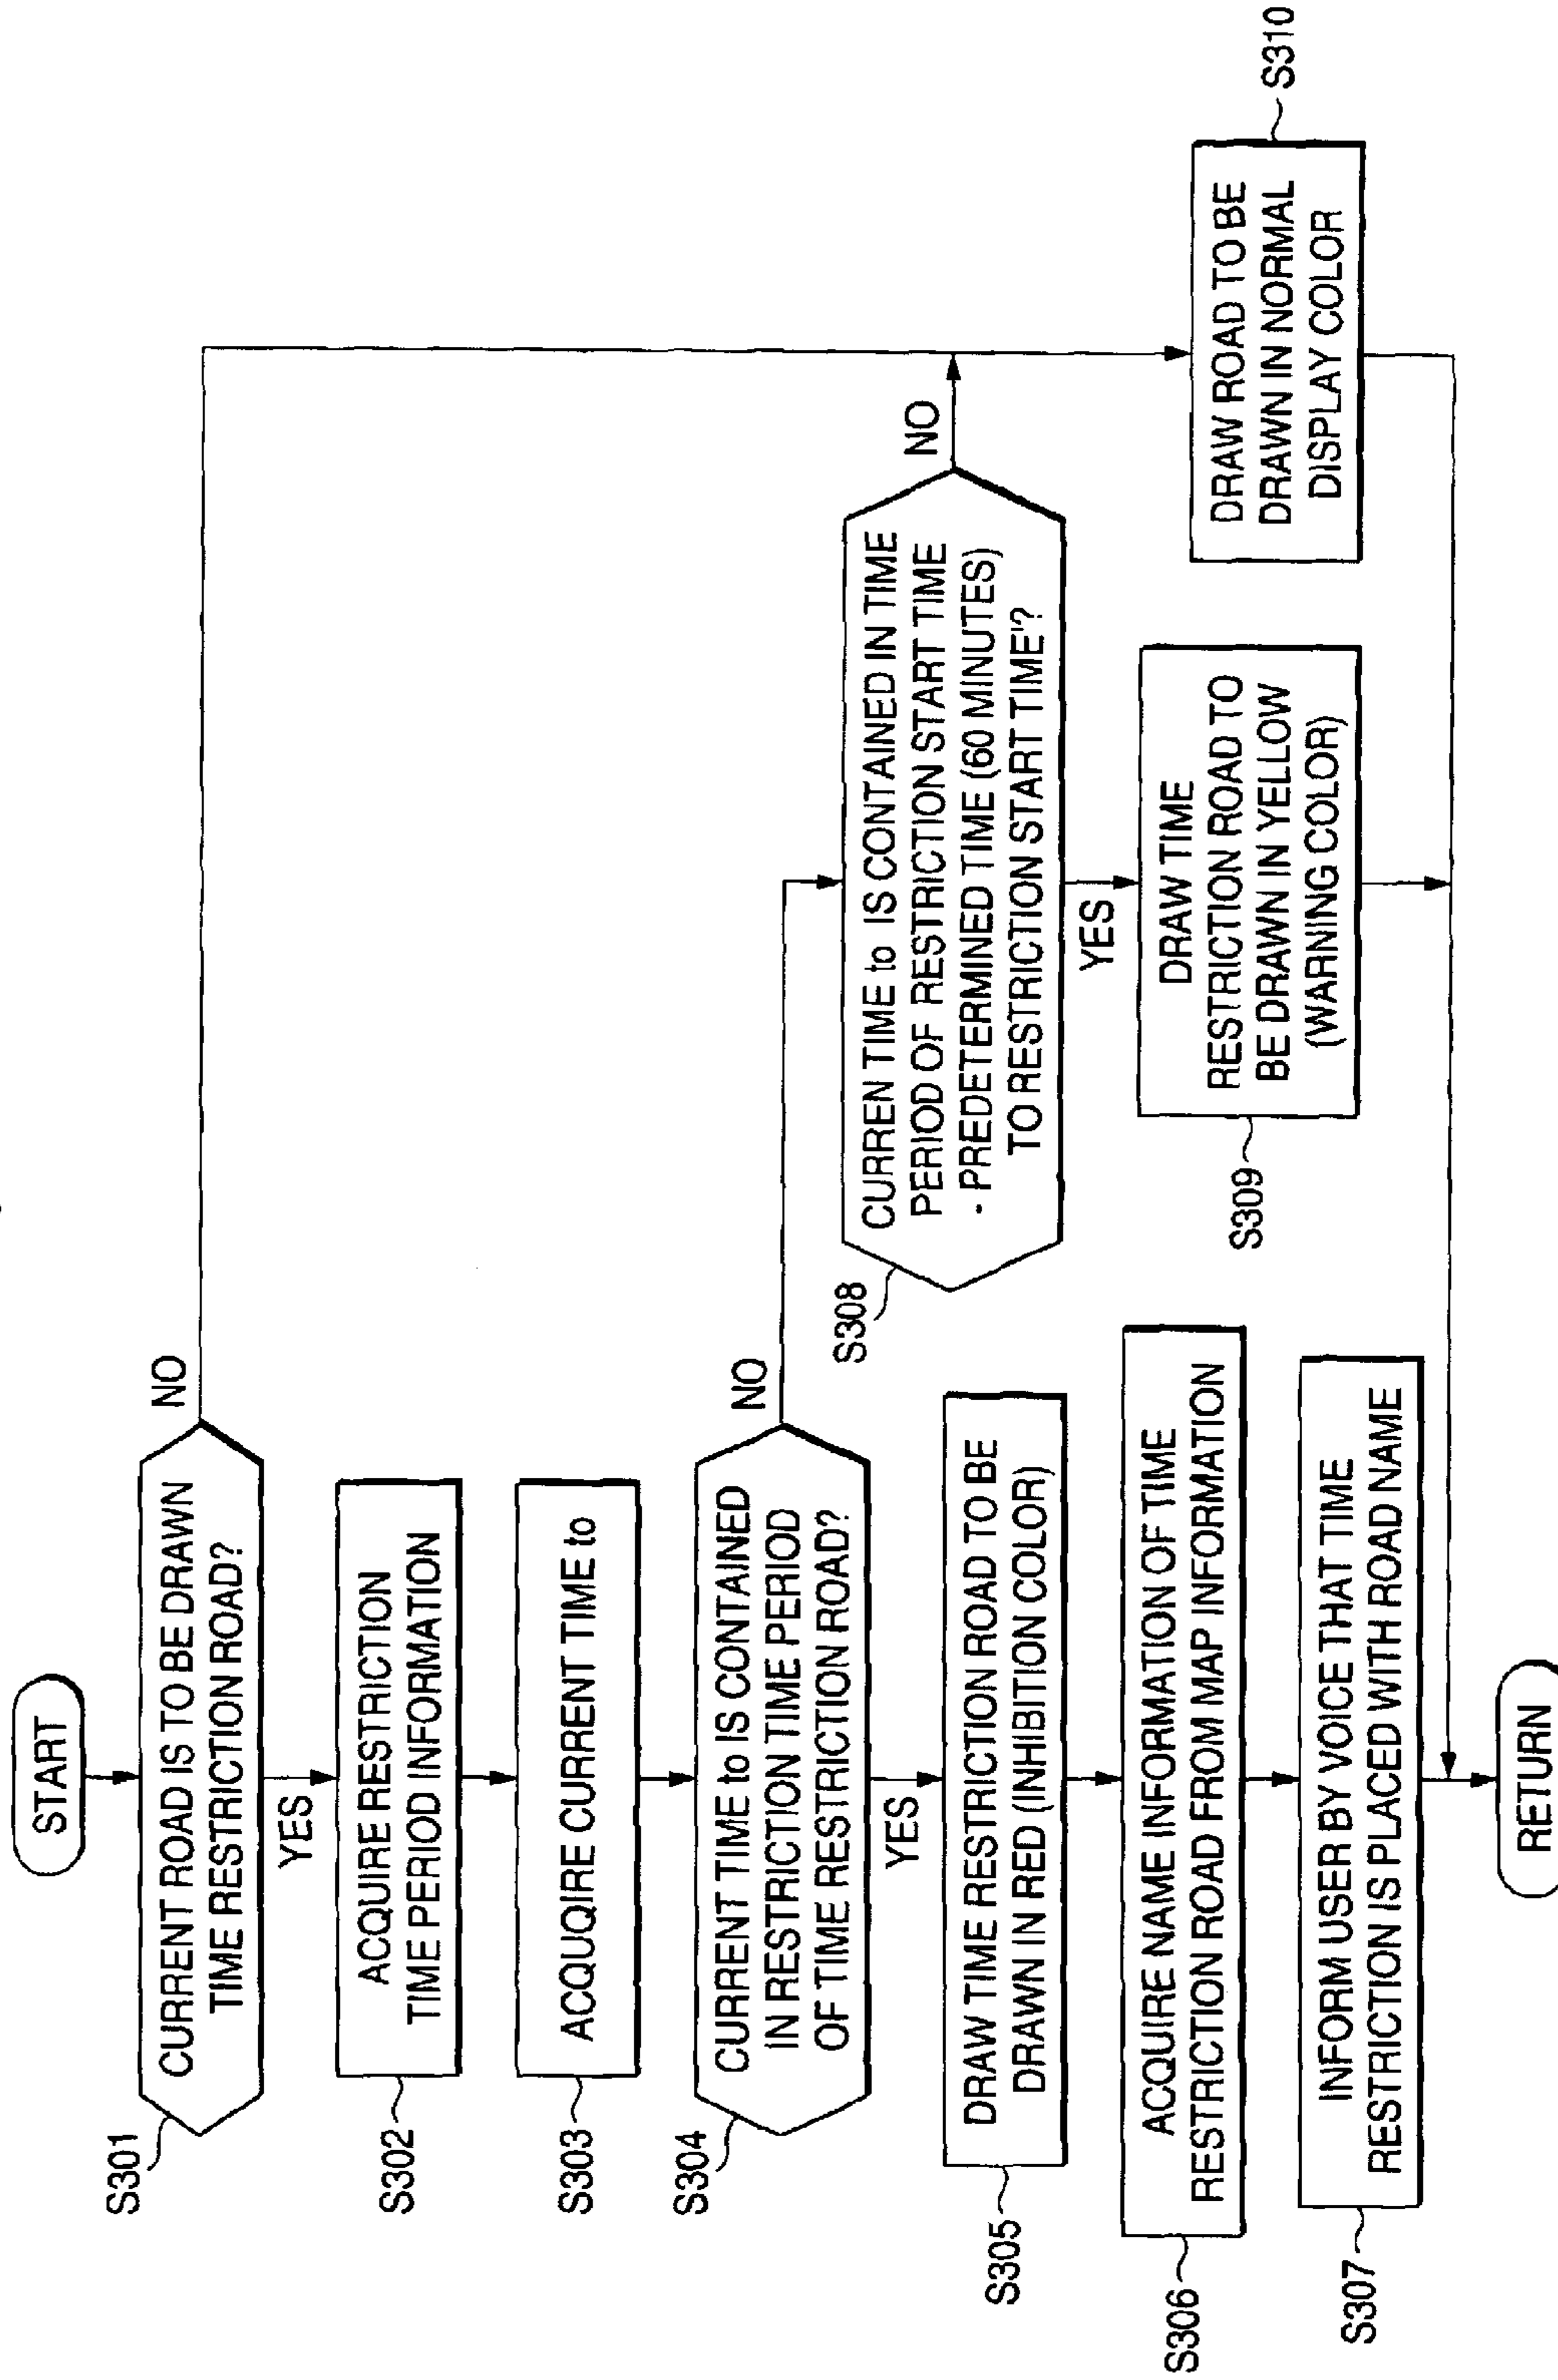 START
S301
CURRENT ROAD IS TO BE DRAWN
TIME RESTRICTION ROAD?
NO
YES
S302
ACQUIRE RESTRICTION
TIME PERIOD INFORMATION
S303
ACQUQIRE CURRENT TIME to
S304
CURRENT TIME to IS CONTAINED
IN RESTRICTION TIME PERIOD
OF TIME RESTRICTION ROAD?
NO
YES
S305
DRAW TIME RESTRICTION ROAD TO BE
DRAWN IN RED (INHIBITION COLOR)
S306
ACQUIRE NAME INFORMATION OF TIME
RESTRICTION ROAD FROM MAP INFORMATION
S307
INFORM USER BY VOICE THAT TIME
RESTRICTION IS PLACED WITH ROAD NAME
S308
CURREN TIME to IS CONTAINED IN TIME
PERIOD OF RESTRICTION START TIME
- PREDETERMINED TIME (60 MINUTES)
TO RESTRICTION START TIME'?
NO
YES
S309
DRAW TIME
RESTRICTION ROAD TO
BE DRAWN IN YELLOW
(WARNING COLOR)
S310
DRAW ROAD TO BE
DRAWN IN NORMAL
DISPLAY COLOR
RETURN